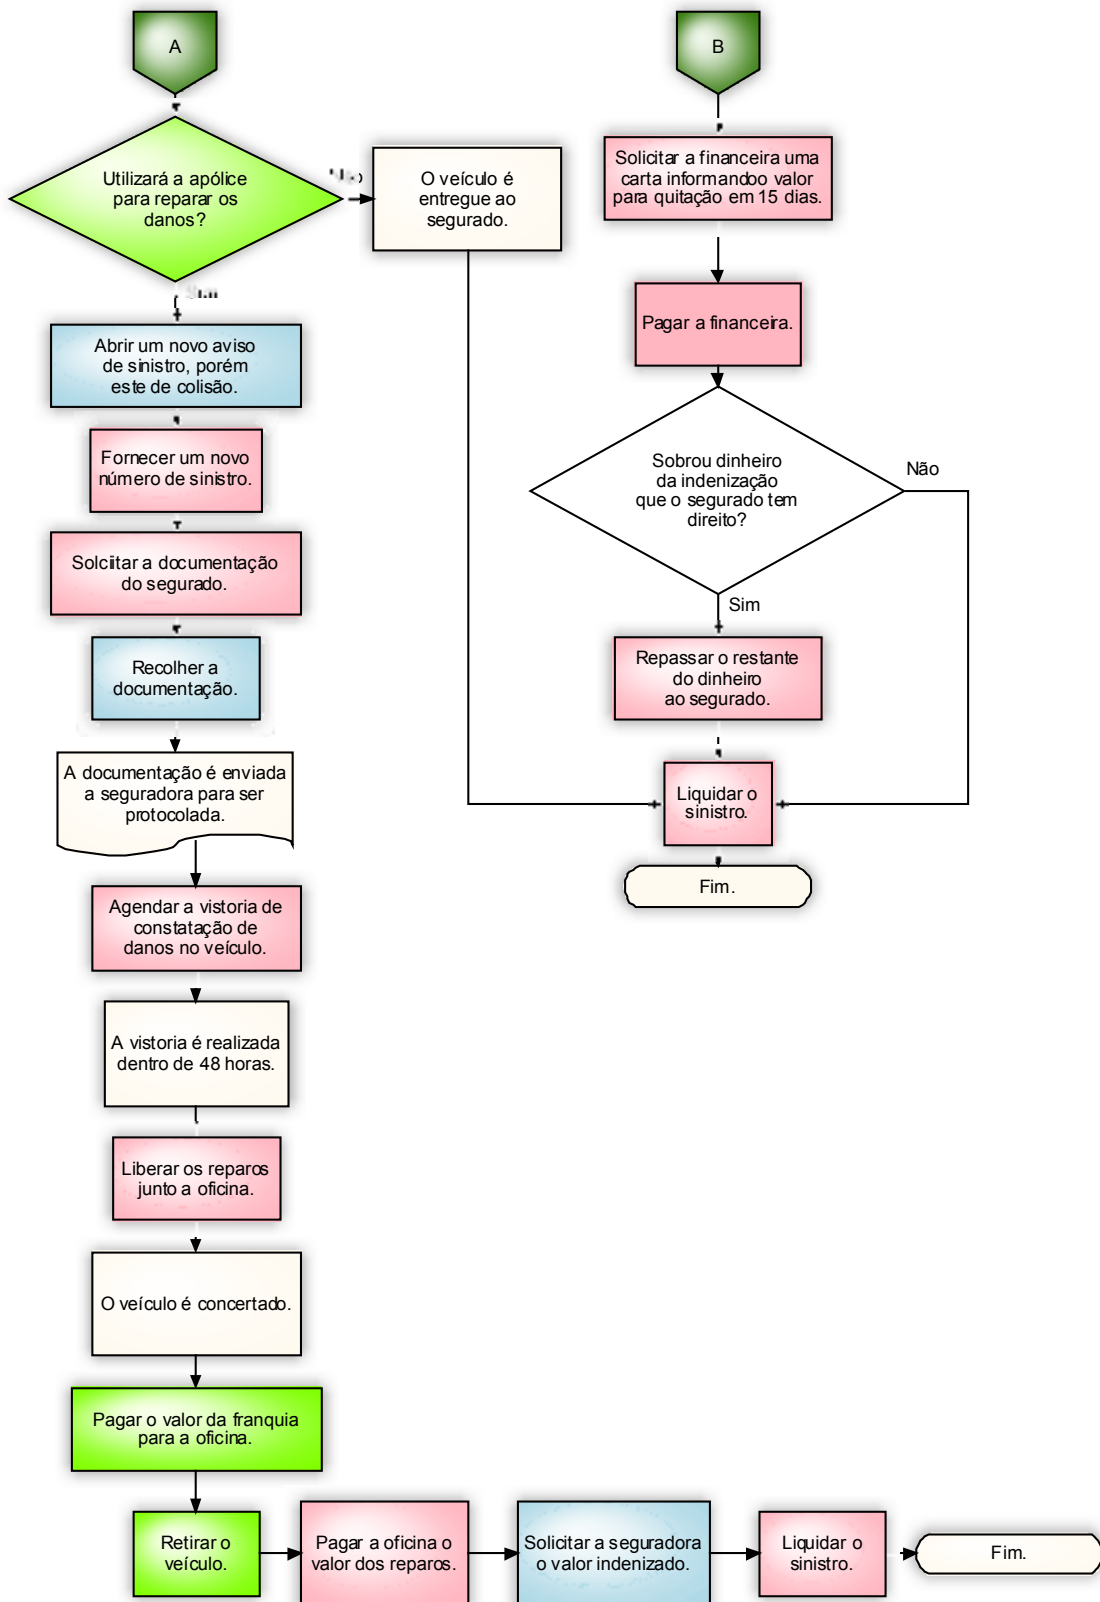 A
Utilizará a apólice
para reparar os
danos?
O veículo é
entregue ao
segurado.
Abrir um novo aviso
de sinistro, porém
este de colisão.
Fornecer um novo
número de sinistro.
Solciitar a documentação
do segurado.
Recolher a
documentação.
A documentação é enviada
a seguradora para ser
protocolada.
Agendar a vistoria de
constatação de
danos no veículo.
A vistoria é realizada
dentro de 48 horas.
Liberar os reparos
junto a oficina.
O veículo é concertado.
Pagar o valor da franquia
para a oficina.
Retirar o
veículo.
Pagar a oficina o
valor dos reparos.
Solicitar a seguradora
o valor indenizado.
Liquidar o
sinistro.
Fim.
B
Solicitar a financeira uma
carta informandoo valor
para quitação em 15 dias.
Pagar a financeira.
Sobrou dinheiro
da indenização
que o segurado tem
direito?
Não
Sim
Repassar o restante
do dinheiro
ao segurado.
Liquidar o
sinistro.
Fim.